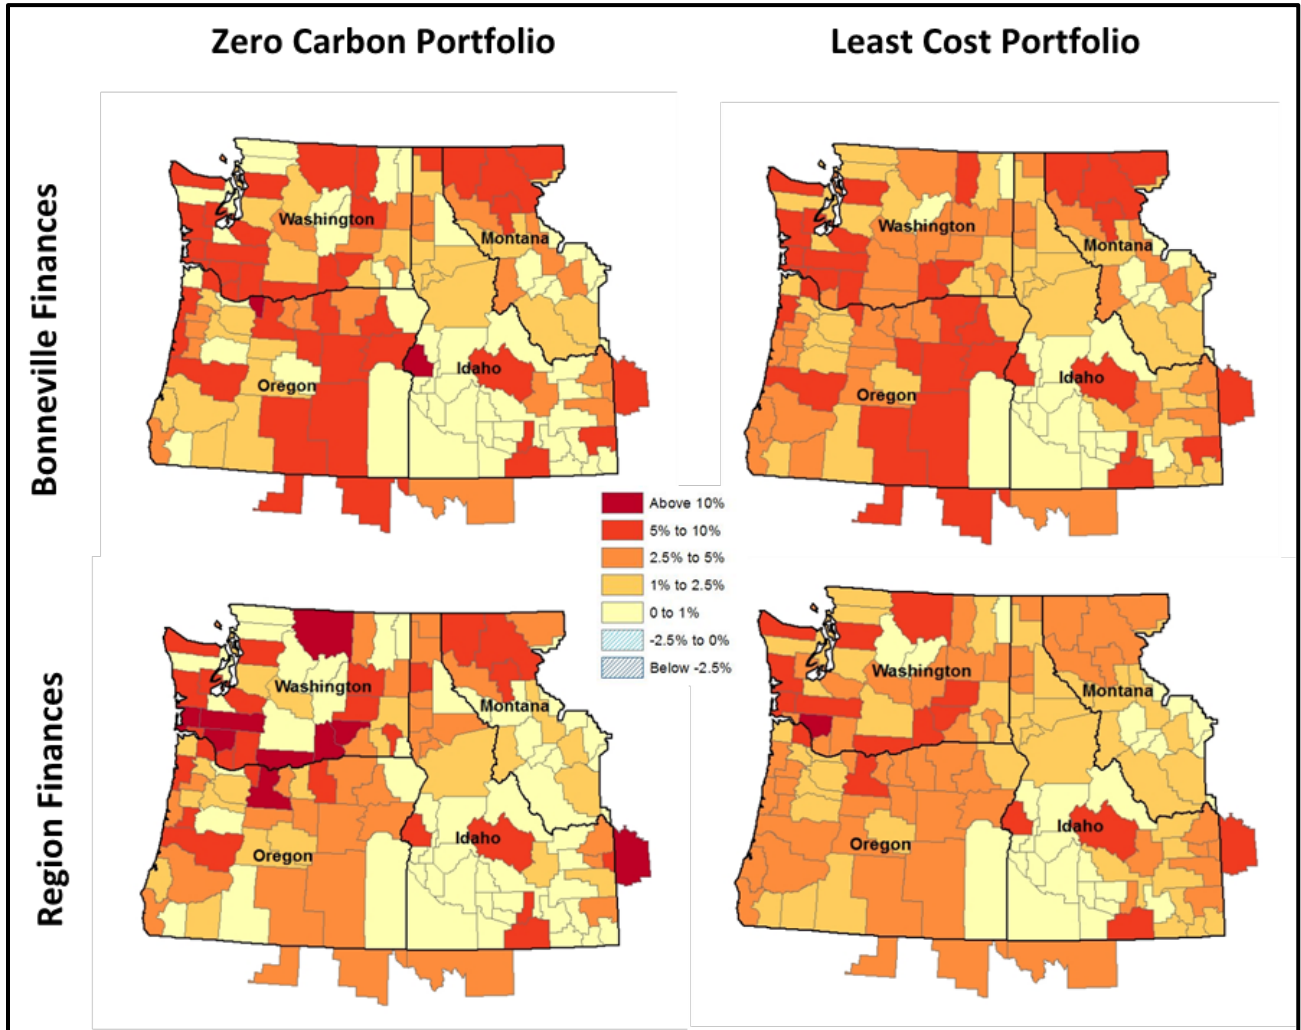 Zero Carbon Portfolio
Least Cost Portfolio
Bonneville Finances
Washington
Montana
Oregon
Idaho
Washington
Montana
Oregon
Idaho
Above 10%
5% to 10%
2.5% to 5%
1% to 2.5%
0 to 1%
-2.5% to 0%
Below -2.5%
Region Finances
Washington
Montana
Oregon
Idaho
Washington
Montana
Oregon
Idaho